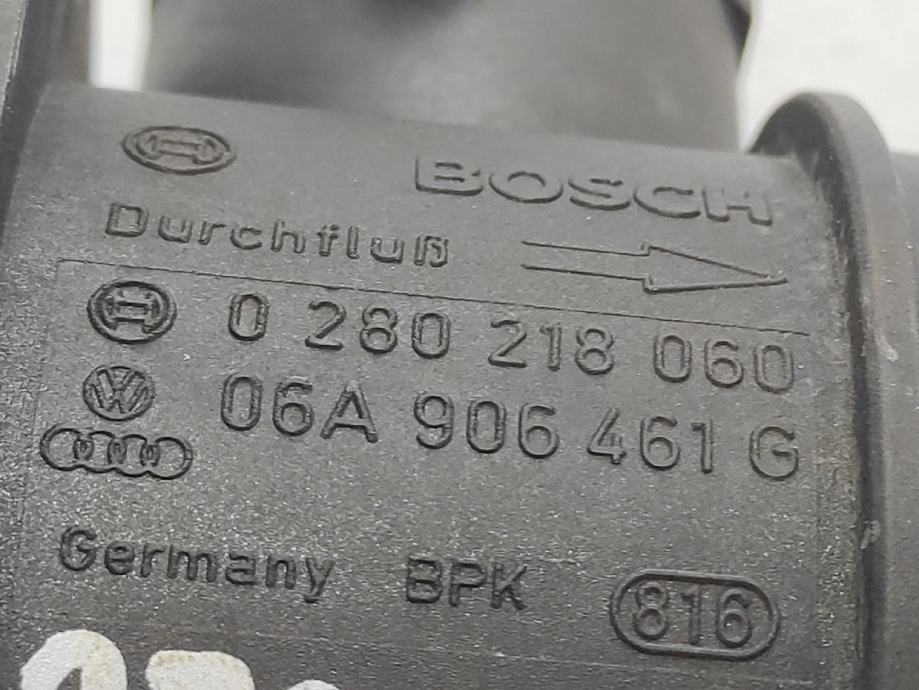 BOSCH
Durchfluß
0 280 218 060
06A 906 461 G
Germany BPK 816